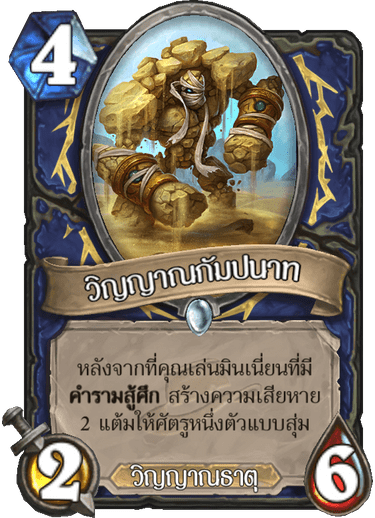 4
วิญญาณกัมปนาท
หลังจากที่คุณเล่นมินเนี่ยนที่มี
คำรามสู้ศึก สร้างความเสียหาย
2 แต้มให้ศัตรูหนึ่งตัวแบบสุ่ม
2
วิญญาณธาตุ
6